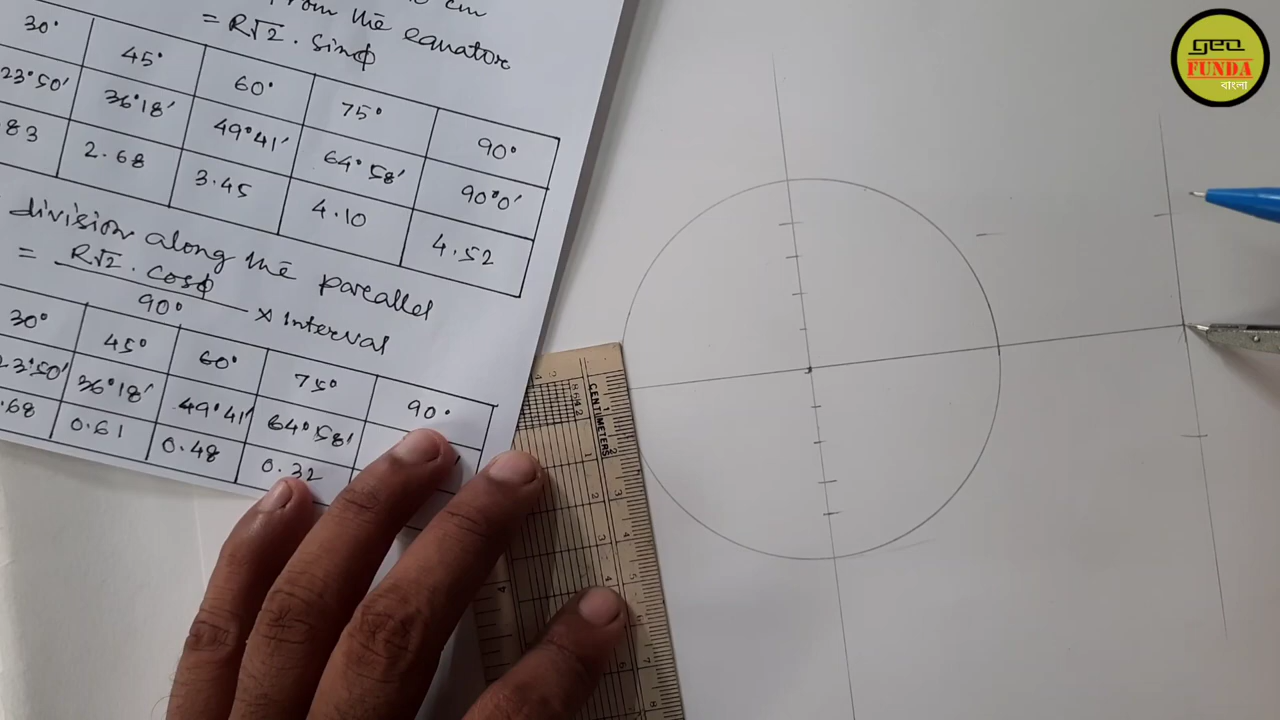 cm
from the equator
= R√2 . sinϕ
30° 45° 60° 75° 90°
23°50′ 36°18′ 49°41′ 64°58′ 90°0′
.83 2.68 3.45 4.10 4.52
division along the parallel
= R√2 . cosϕ / 90° × Interval
30° 45° 60° 75° 90°
23°50′ 36°18′ 49°41′ 64°58′
.68 0.61 0.48 0.32
CENTIMETERS
geo
FUNDA
বাংলা